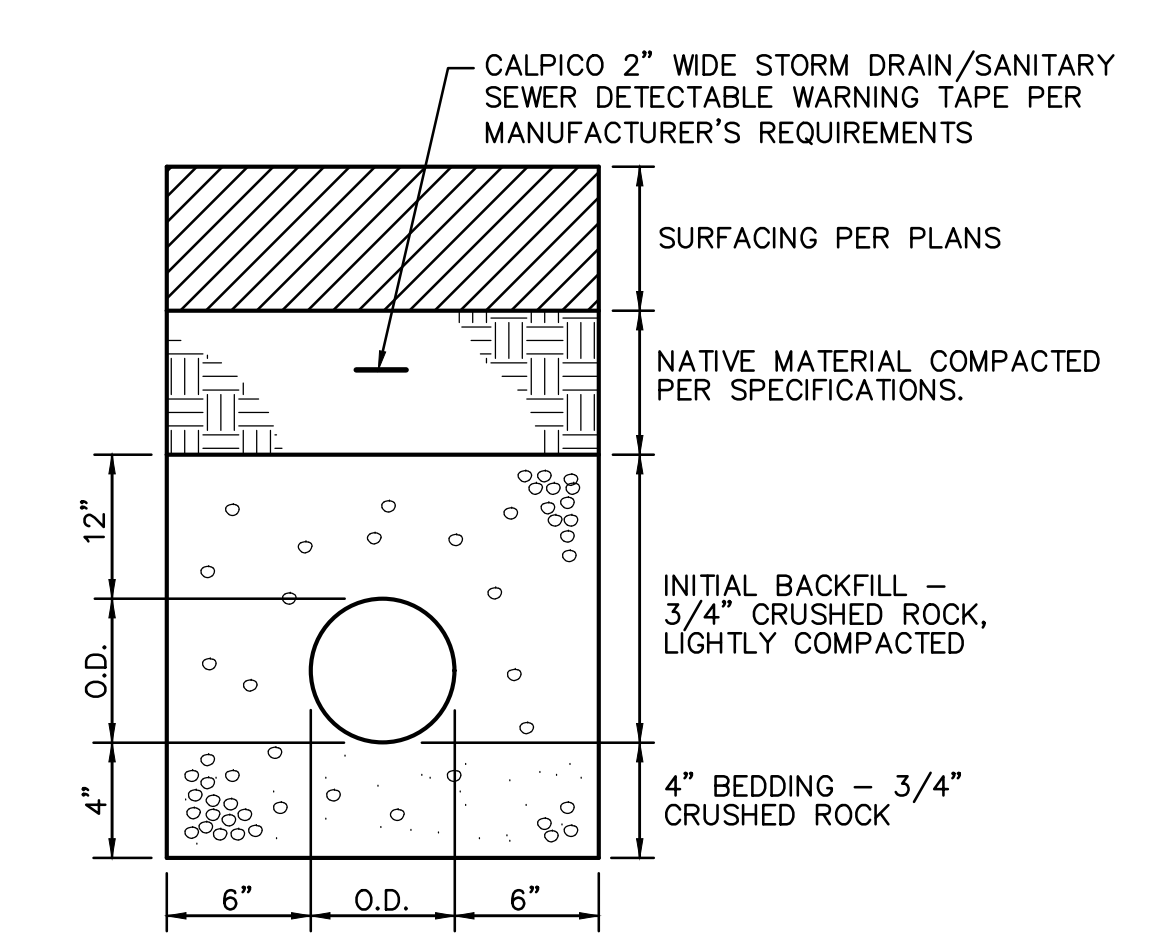 CALPICO 2” WIDE STORM DRAIN/SANITARY
SEWER DETECTABLE WARNING TAPE PER
MANUFACTURER’S REQUIREMENTS
SURFACING PER PLANS
NATIVE MATERIAL COMPACTED
PER SPECIFICATIONS.
12”
INITIAL BACKFILL –
3/4” CRUSHED ROCK,
LIGHTLY COMPACTED
O.D.
4”
4” BEDDING – 3/4”
CRUSHED ROCK
6” O.D. 6”